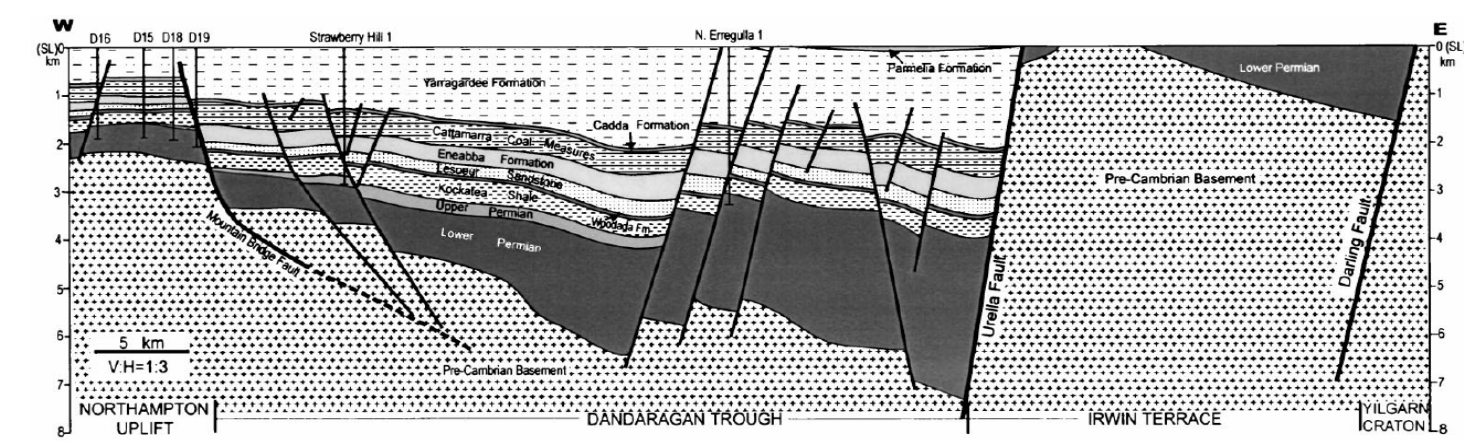 W
E
D16 D15 D18 D19
Strawberry Hill 1
N. Erregulla 1
(SL)0
km
0 (SL)
km
Parmelia Formation
Lower Permian
Yarragardee Formation
1
1
Cadda Formation
Cattamarra Coal Measures
2
2
Eneabba Formation
Lesueur Sandstone
3
3
Pre-Cambrian Basement
Kockatea Shale
Woodada Fm.
Upper Permian
4
4
Lower Permian
Mountain Bridge Fault
Urella Fault
Darling Fault
5
5
5 km
6
6
V:H=1:3
Pre-Cambrian Basement
7
7
NORTHAMPTON
UPLIFT
DANDARAGAN TROUGH
IRWIN TERRACE
YILGARN
CRATON
8
8